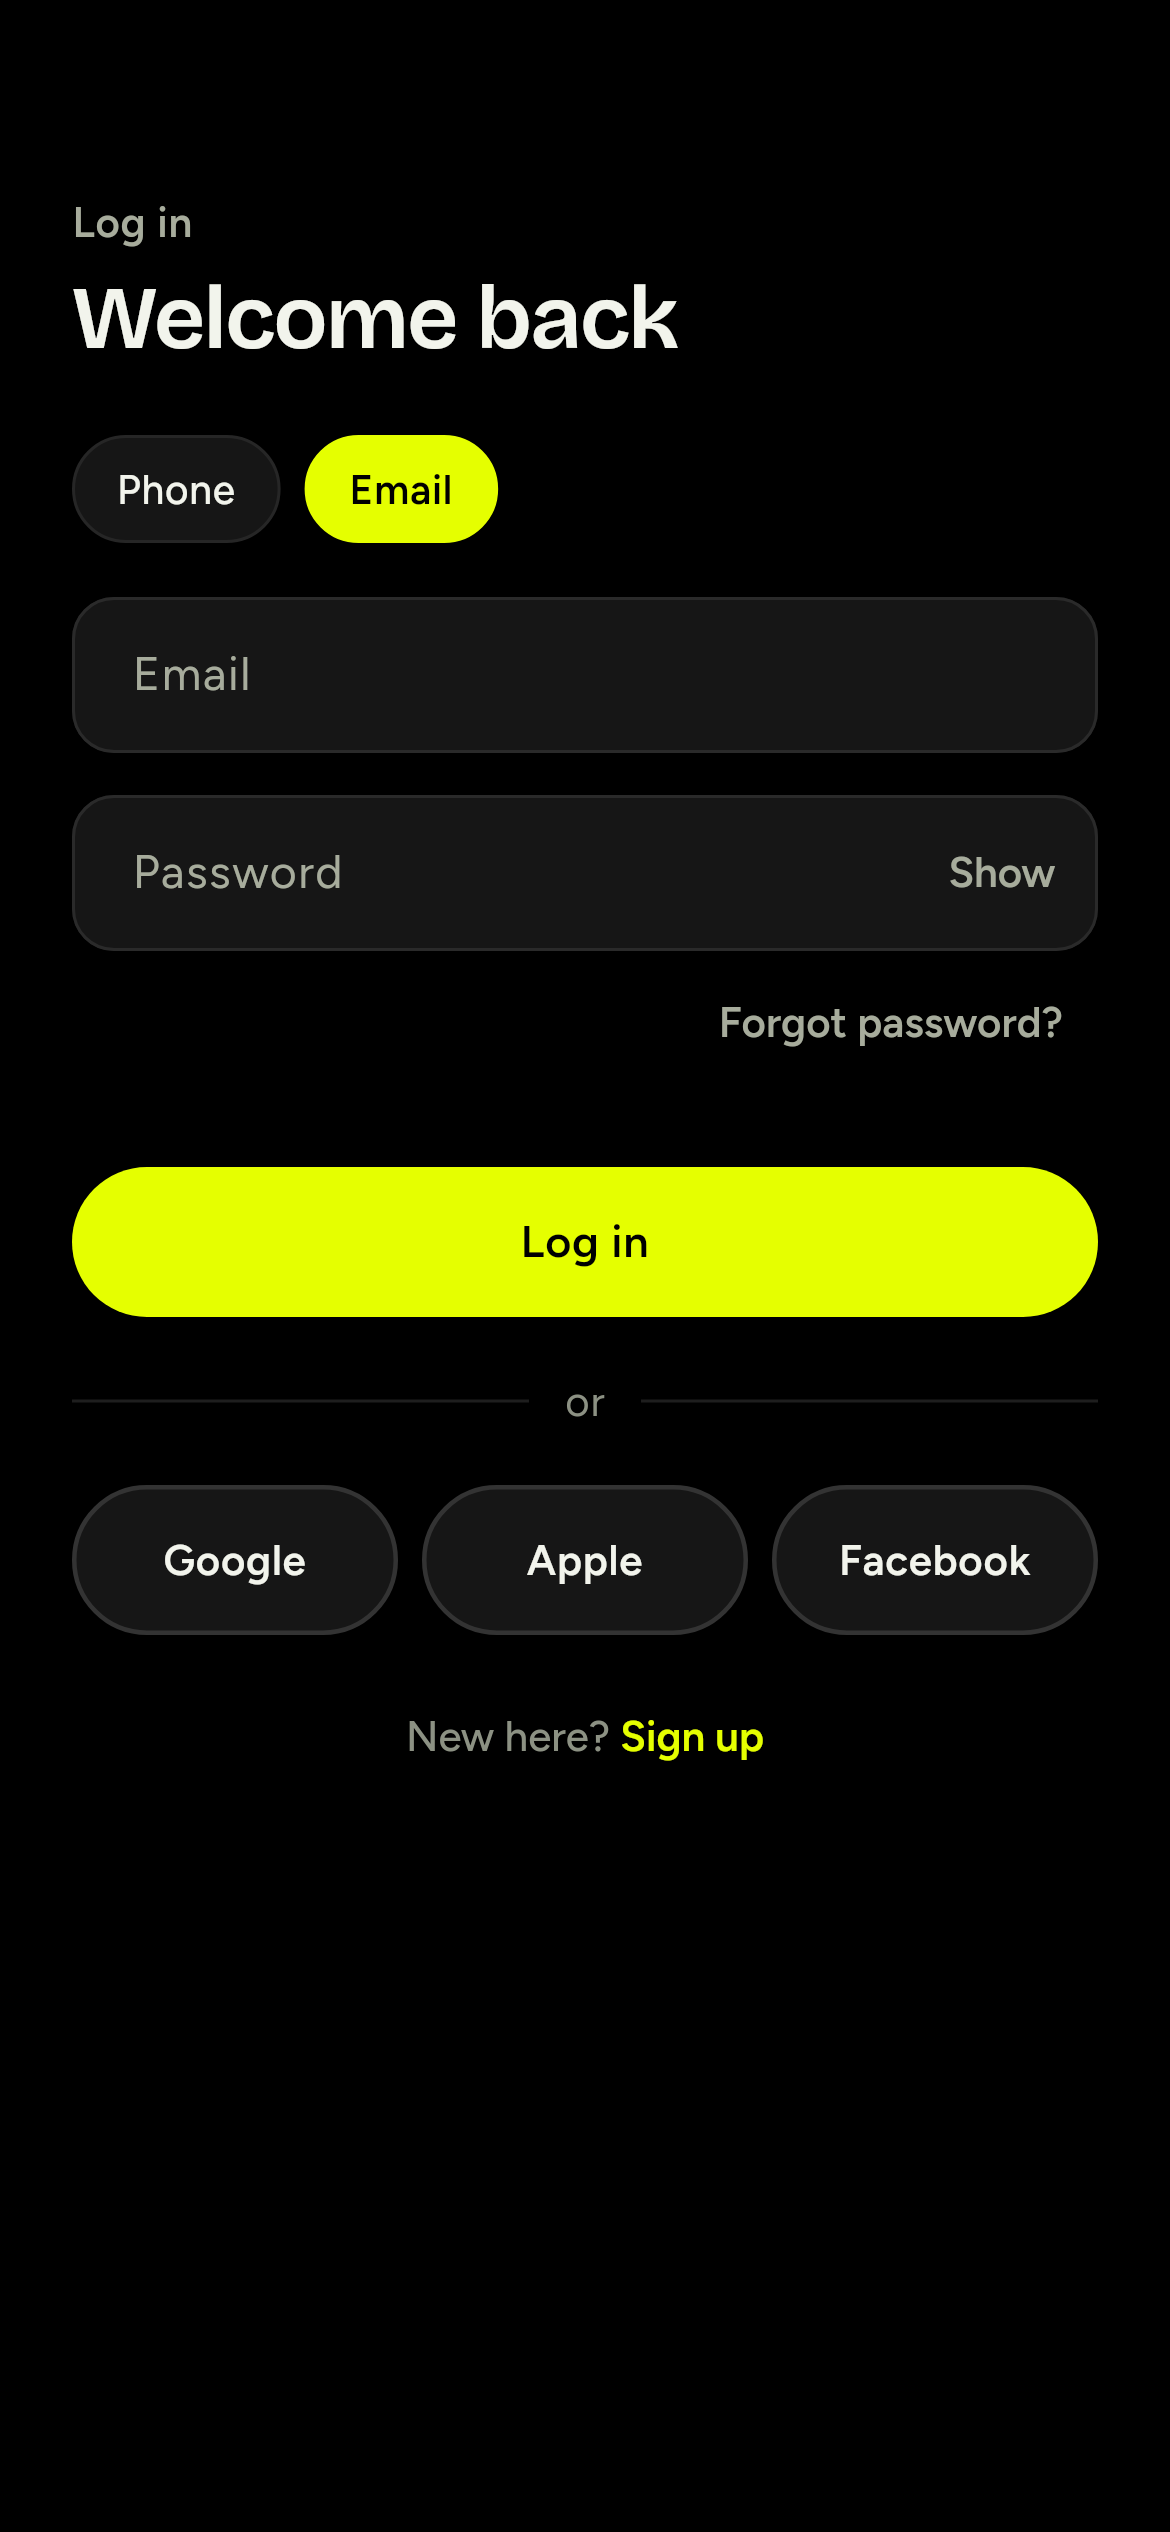 Log in
Welcome back
Phone Email
Email
Password Show
Forgot password?
Log in
or
Google Apple Facebook
New here? Sign up